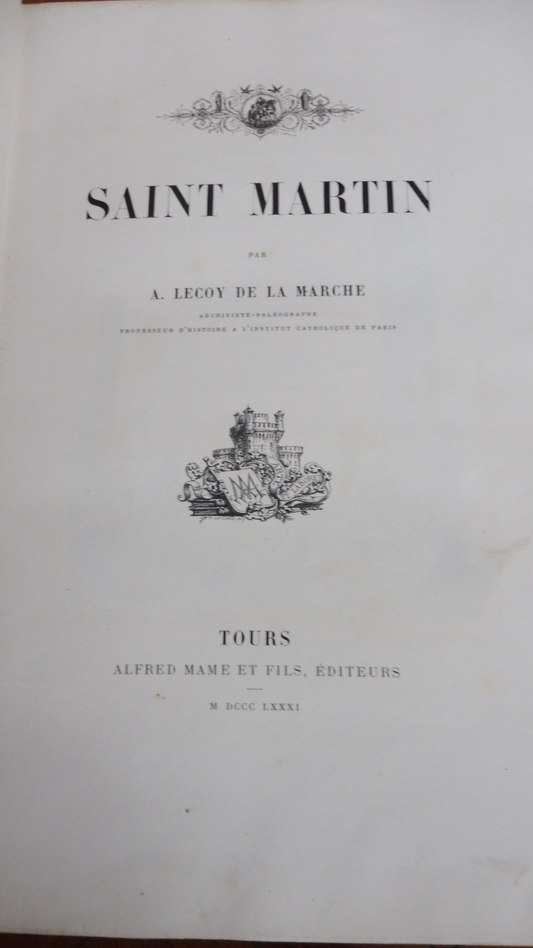 SAINT MARTIN
PAR
A. LECOY DE LA MARCHE
ARCHIVISTE-PALÉOGRAPHE
PROFESSEUR D'HISTOIRE A L'INSTITUT CATHOLIQUE DE PARIS
TOURS
ALFRED MAME ET FILS, ÉDITEURS
M DCCC LXXXI